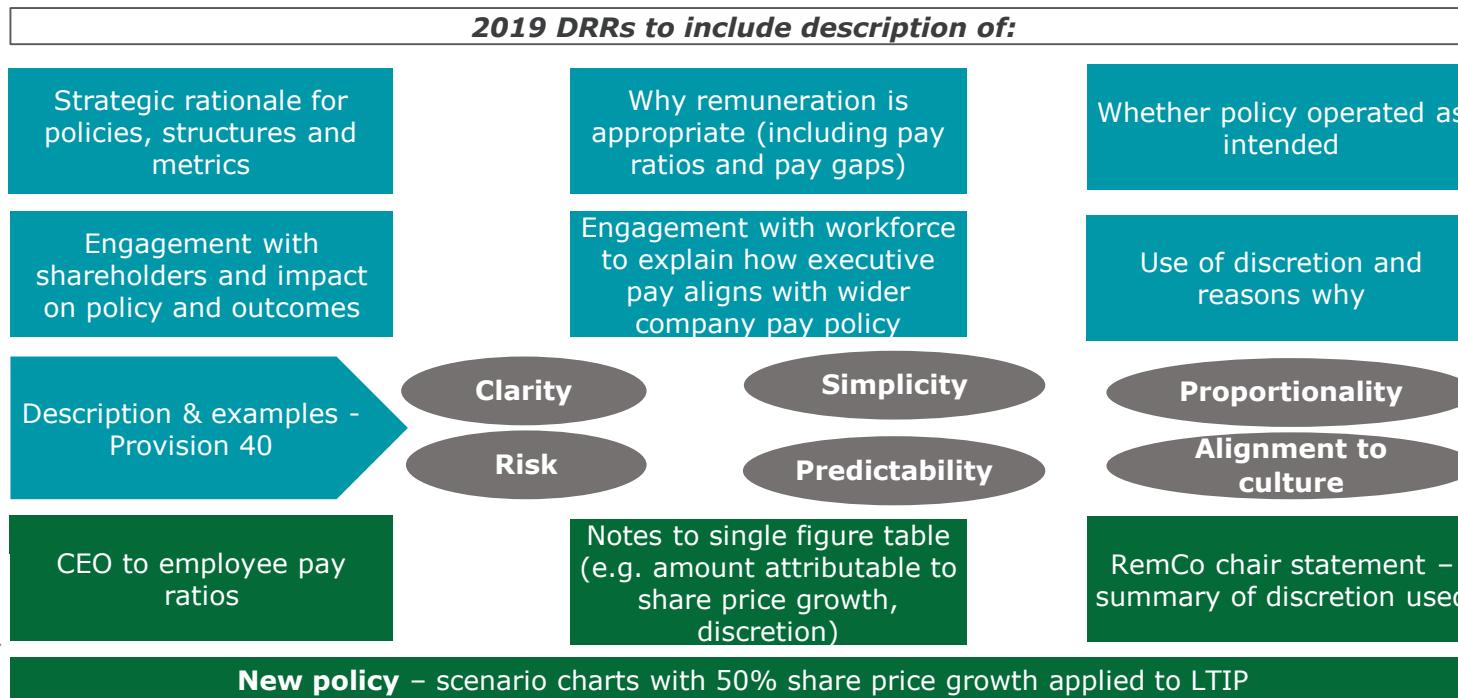 2019 DRRs to include description of:
Strategic rationale for
policies, structures and
metrics
Why remuneration is
appropriate (including pay
ratios and pay gaps)
Whether policy operated as
intended
Engagement with
shareholders and impact
on policy and outcomes
Engagement with workforce
to explain how executive
pay aligns with wider
company pay policy
Use of discretion and
reasons why
Description & examples -
Provision 40
Clarity
Simplicity
Proportionality
Risk
Predictability
Alignment to
culture
CEO to employee pay
ratios
Notes to single figure table
(e.g. amount attributable to
share price growth,
discretion)
RemCo chair statement –
summary of discretion used
New policy – scenario charts with 50% share price growth applied to LTIP